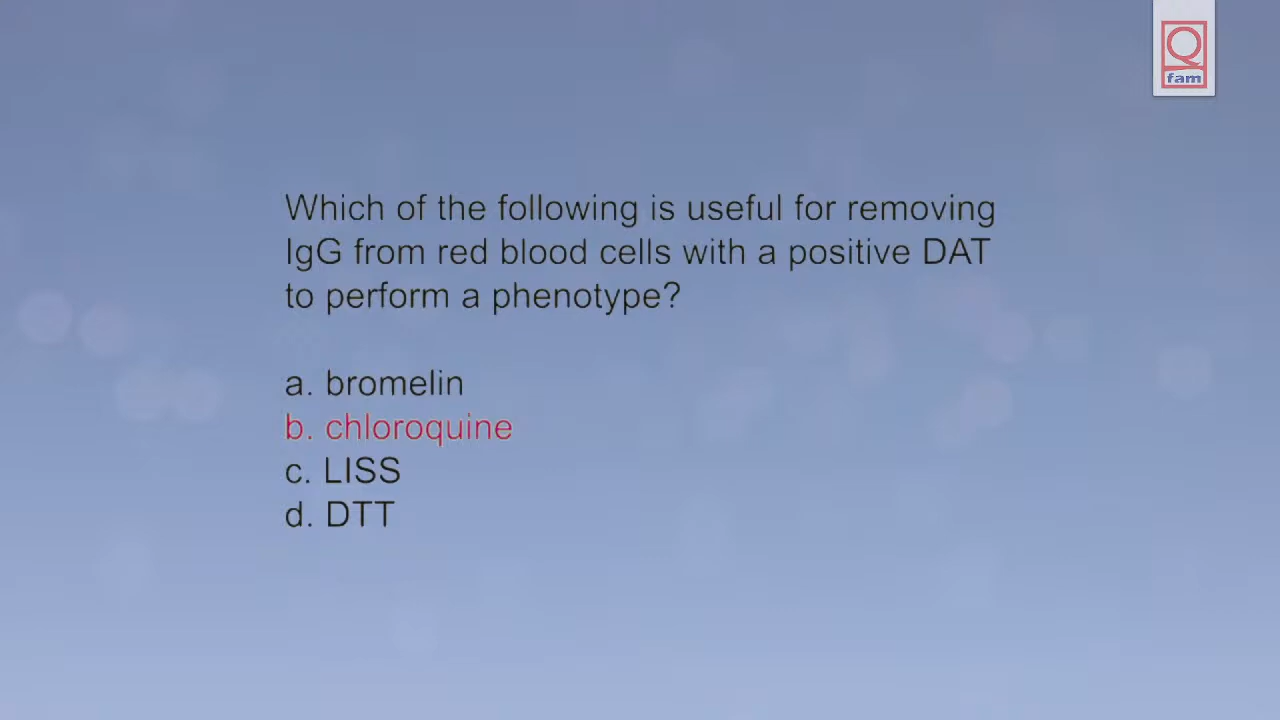 Q
fam
Which of the following is useful for removing
IgG from red blood cells with a positive DAT
to perform a phenotype?
a. bromelin
b. chloroquine
c. LISS
d. DTT